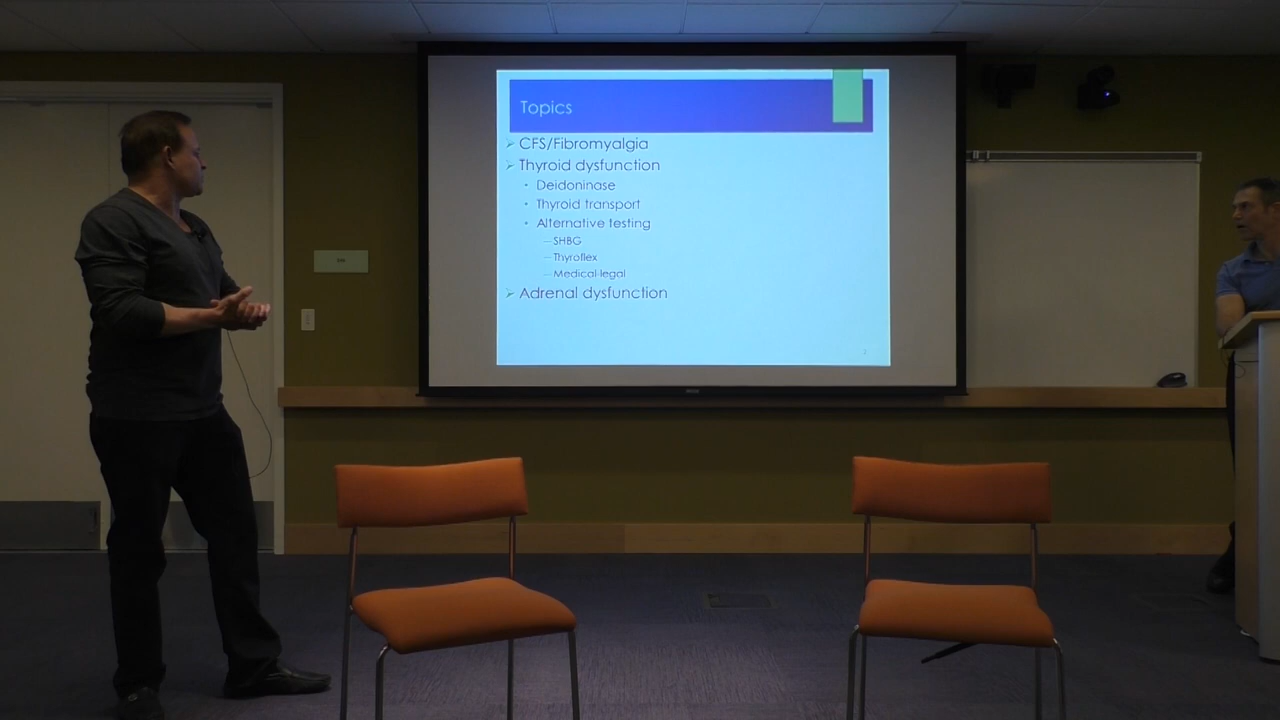 Topics
CFS/Fibromyalgia
Thyroid dysfunction
Deidoninase
Thyroid transport
Alternative testing
SHBG
Thyroflex
Medical legal
Adrenal dysfunction